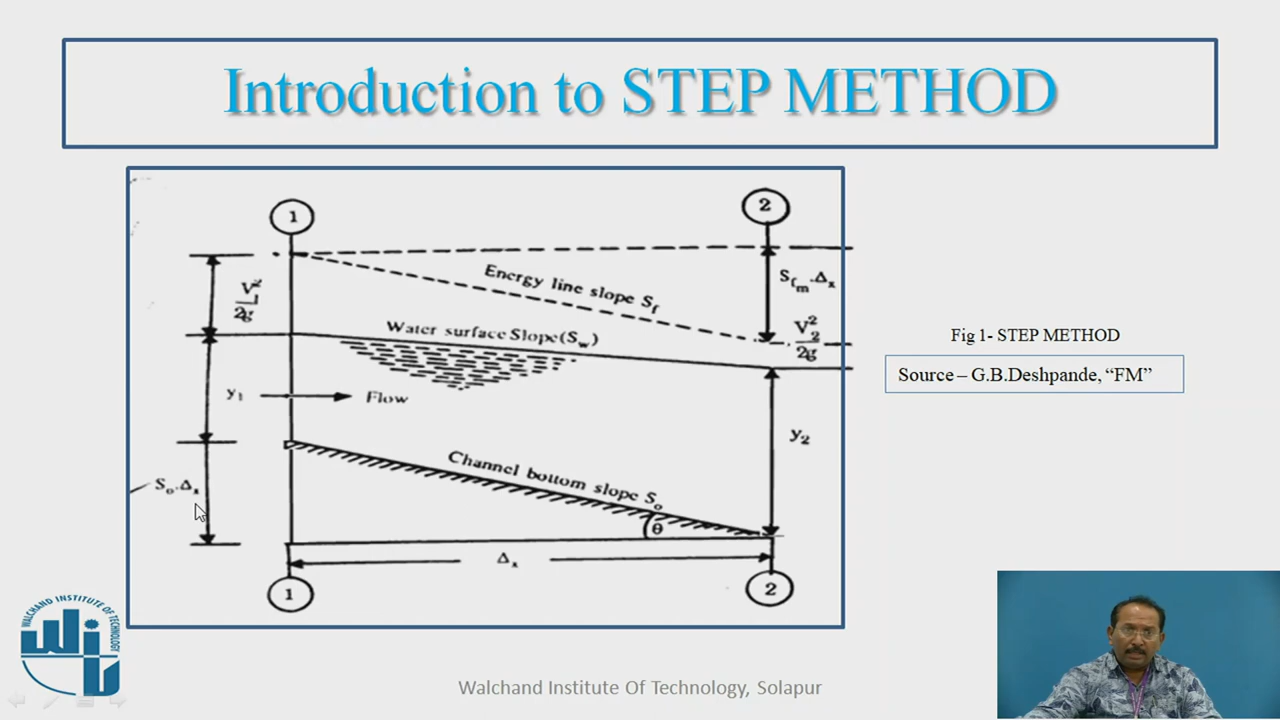 Introduction to STEP METHOD
1
2
Energy line slope Sf
Sfm.Δx
V1²/2g
Water surface Slope(Sw)
V2²/2g
Fig 1- STEP METHOD
Source – G.B.Deshpande, “FM”
y1
Flow
y2
Channel bottom slope So
So.Δx
θ
Δx
1
2
WALCHAND INSTITUTE OF TECHNOLOGY
WIT
Walchand Institute Of Technology, Solapur